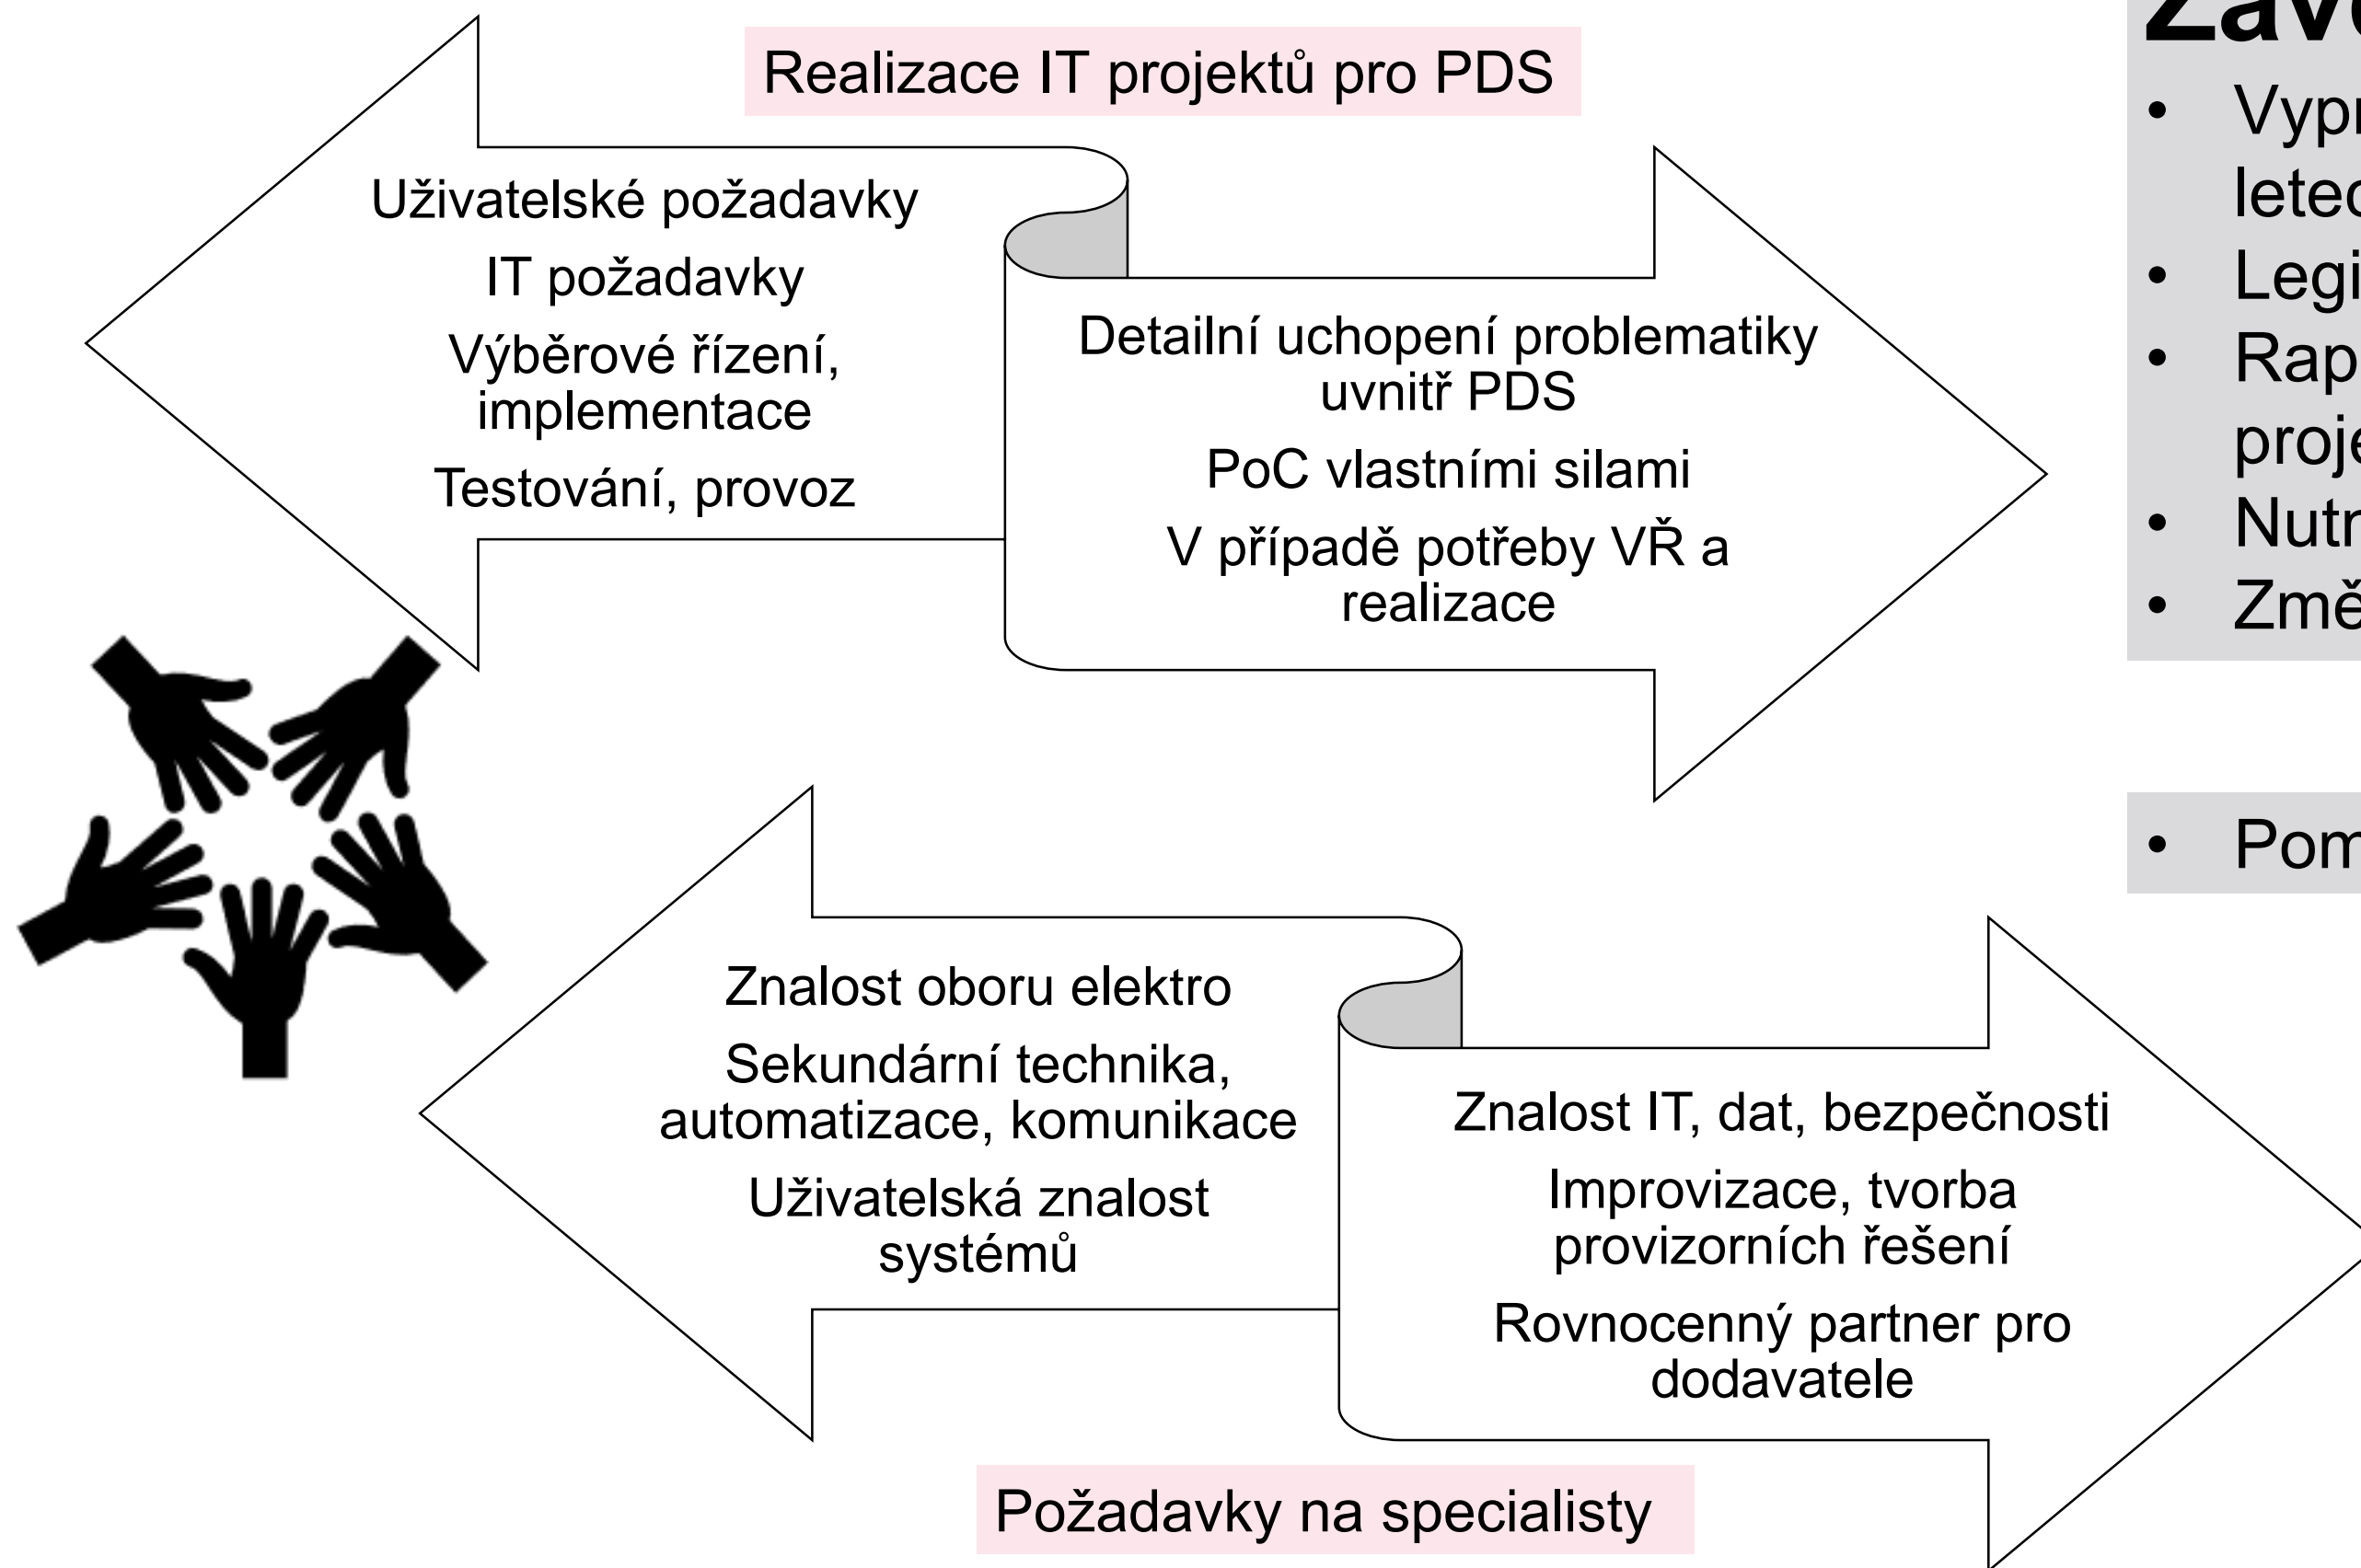 Realizace IT projektů pro PDS
Uživatelské požadavky
IT požadavky
Výběrové řízení,
implementace
Testování, provoz
Detailní uchopení problematiky
uvnitř PDS
PoC vlastními silami
V případě potřeby VŘ a
realizace
Znalost oboru elektro
Sekundární technika,
automatizace, komunikace
Uživatelská znalost
systémů
Znalost IT, dat, bezpečnosti
Improvizace, tvorba
provizorních řešení
Rovnocenný partner pro
dodavatele
Požadavky na specialisty